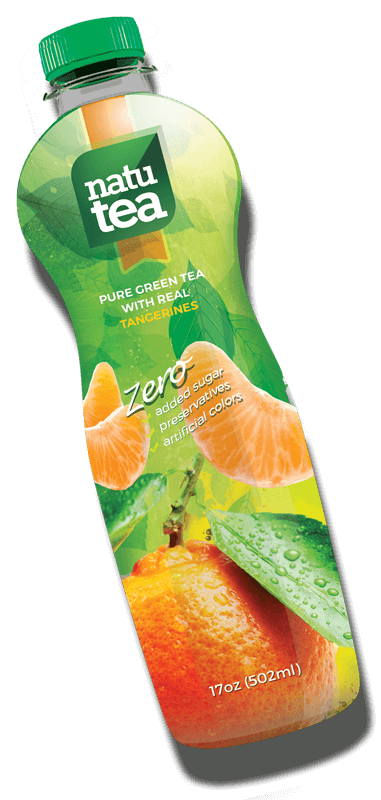 natu
tea
PURE GREEN TEA
WITH REAL
TANGERINES
Zero
added sugar
preservatives
artificial colors
17oz (502ml)